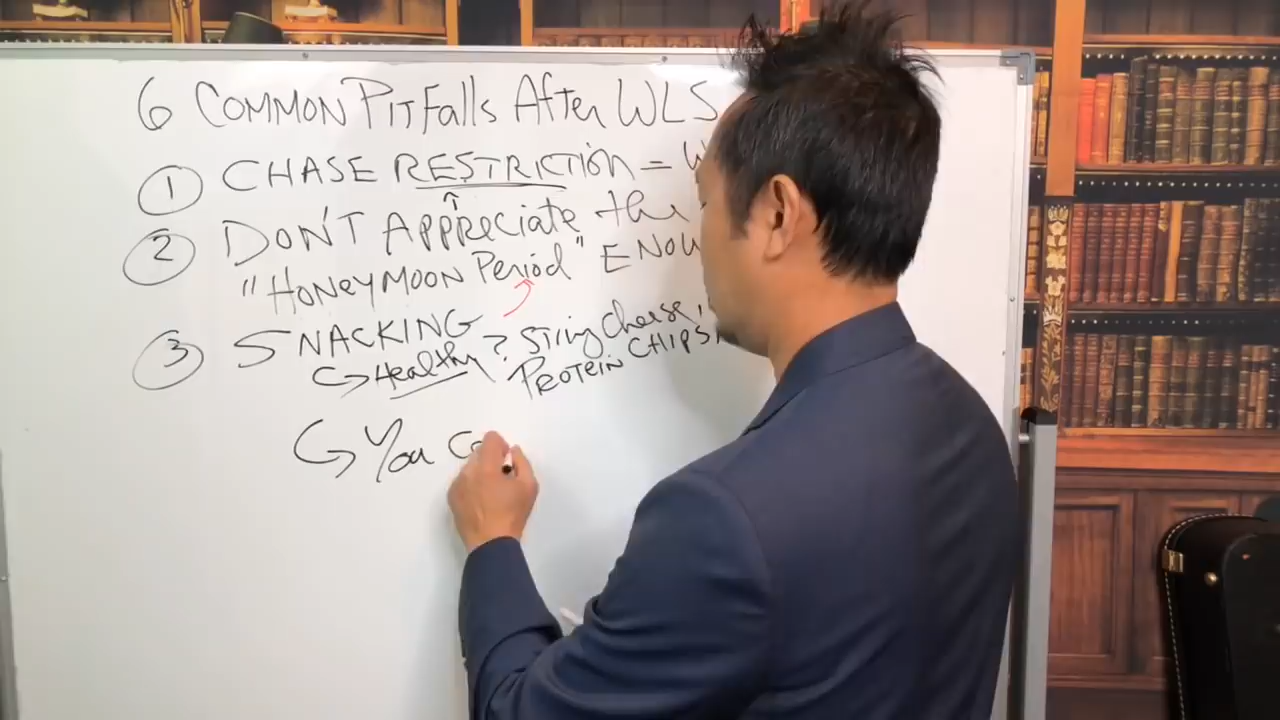 6 COMMON PITFalls AFter WLS
① CHASE RESTRICTION =
② DON'T APPRECiate the
"HONEYMOON PERiod"
③ SNACKING
↳ Healthy? String Cheese,
PROTEIN CHIPS,
↳ You